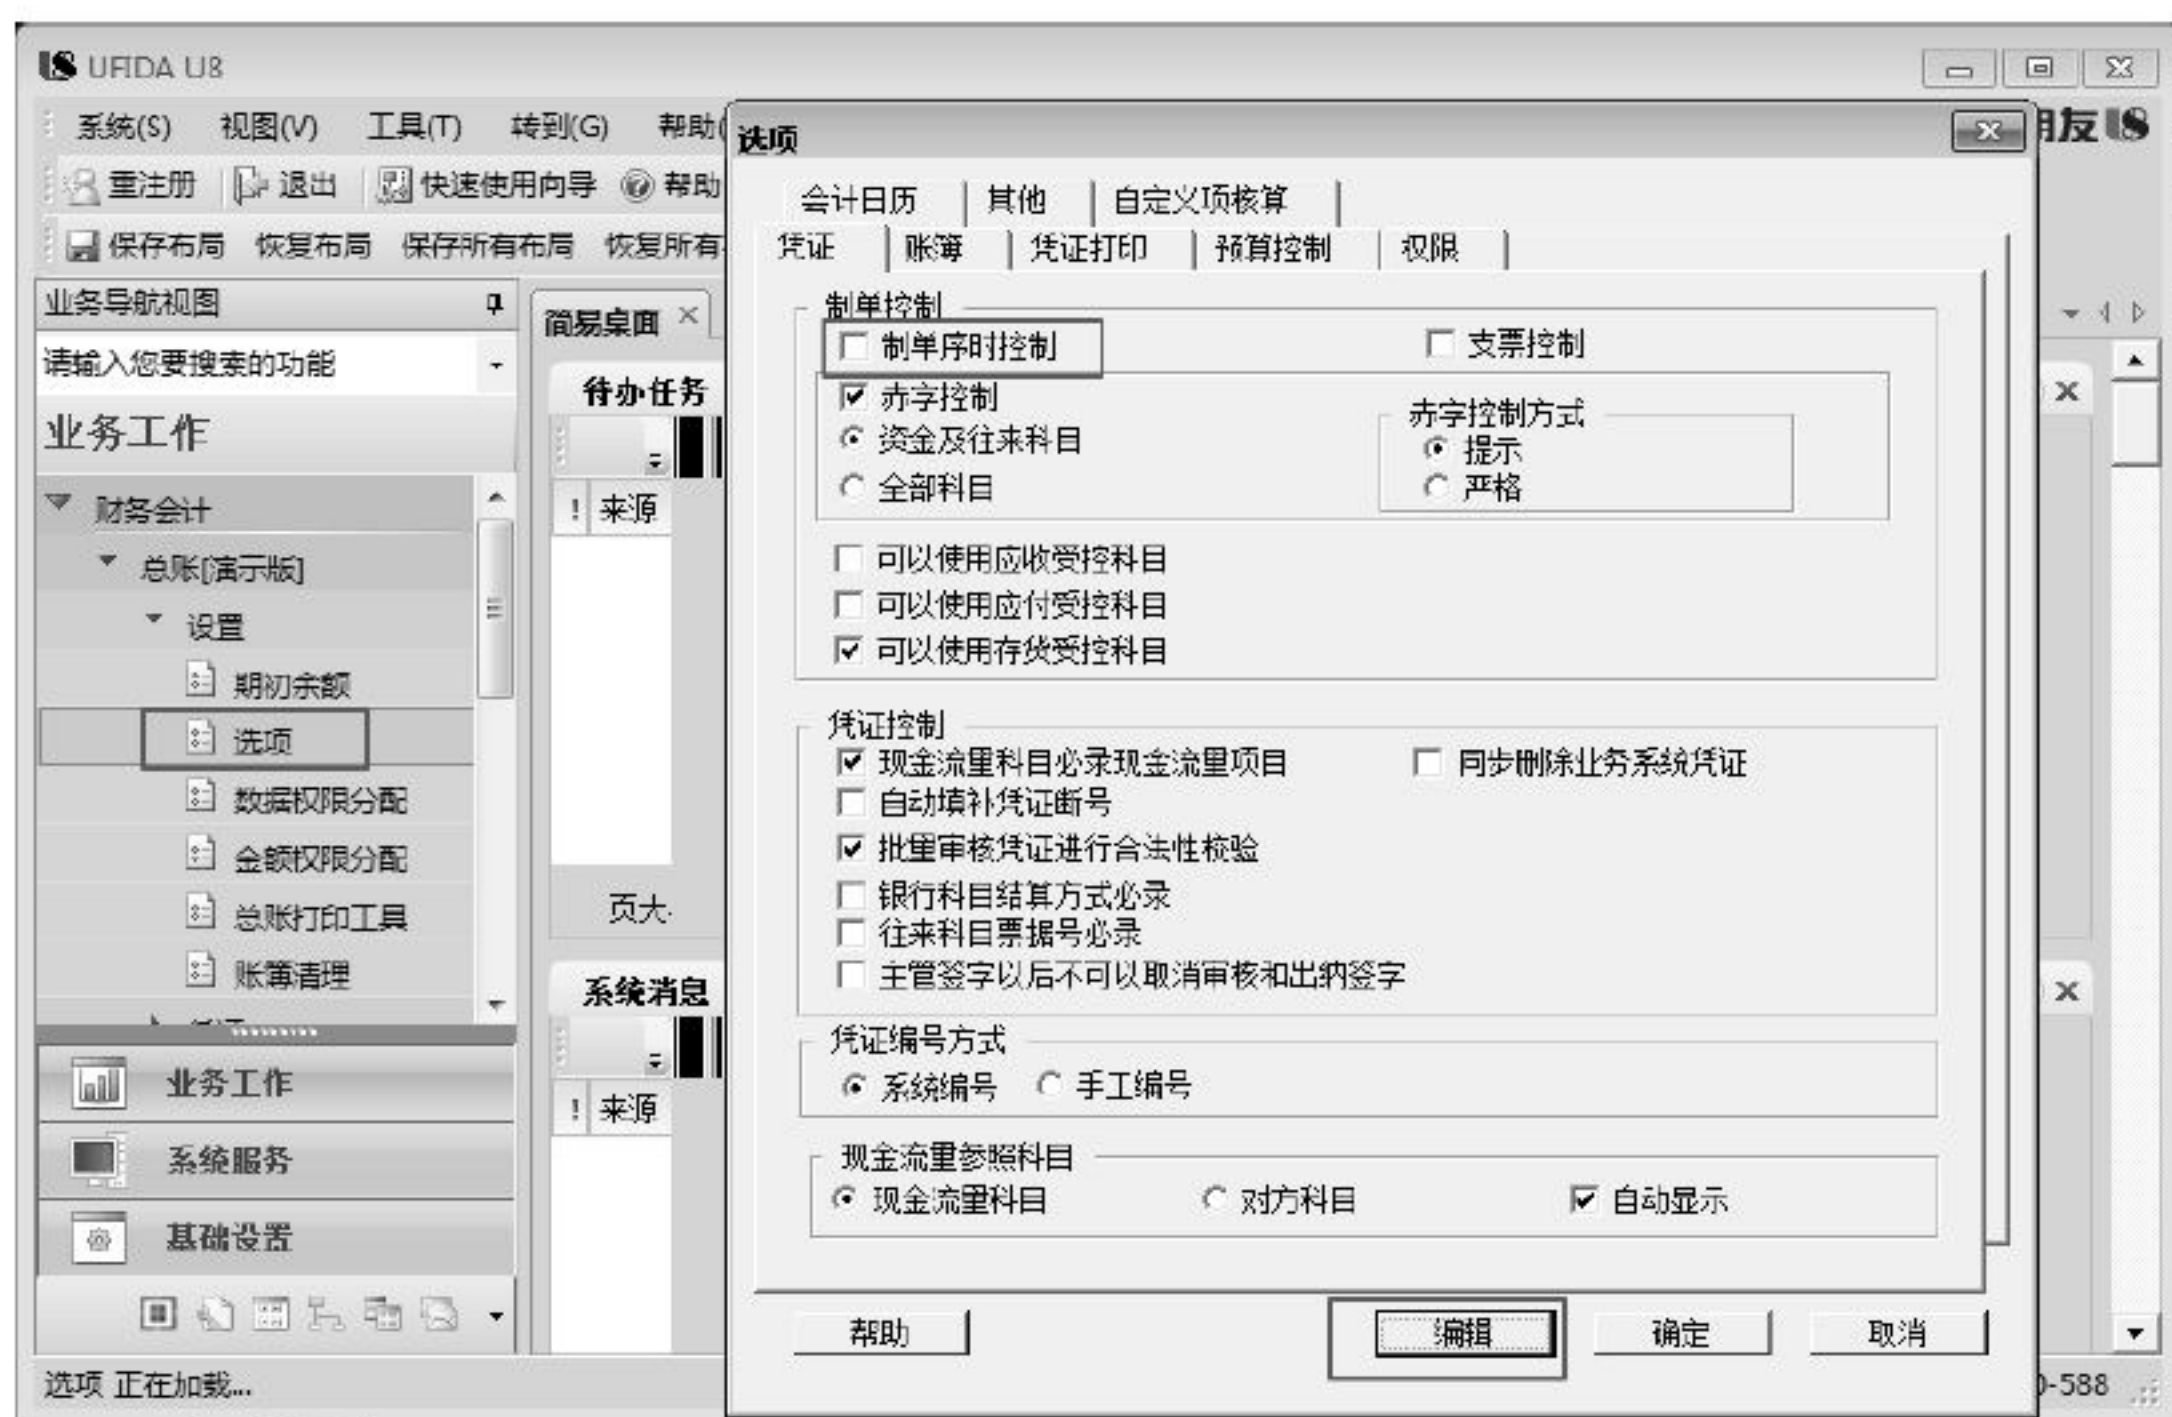 UFIDA U8
系统(S) 视图(V) 工具(T) 转到(G) 帮助(
用友
重注册 退出 快速使用向导 帮助
保存布局 恢复布局 保存所有布局 恢复所有
业务导航视图
请输入您要搜索的功能
业务工作
财务会计
总账[演示版]
设置
期初余额
选项
数据权限分配
金额权限分配
总账打印工具
账簿清理
业务工作
系统服务
基础设置
选项 正在加载...
简易桌面
待办任务
! 来源
页大
系统消息
! 来源
选项
会计日历 其他 自定义项核算
凭证 账簿 凭证打印 预算控制 权限
制单控制
制单序时控制 支票控制
赤字控制
资金及往来科目
全部科目
赤字控制方式
提示
严格
可以使用应收受控科目
可以使用应付受控科目
可以使用存货受控科目
凭证控制
现金流量科目必录现金流量项目 同步删除业务系统凭证
自动填补凭证断号
批量审核凭证进行合法性校验
银行科目结算方式必录
往来科目票据号必录
主管签字以后不可以取消审核和出纳签字
凭证编号方式
系统编号 手工编号
现金流量参照科目
现金流量科目 对方科目 自动显示
帮助 编辑 确定 取消
0-588